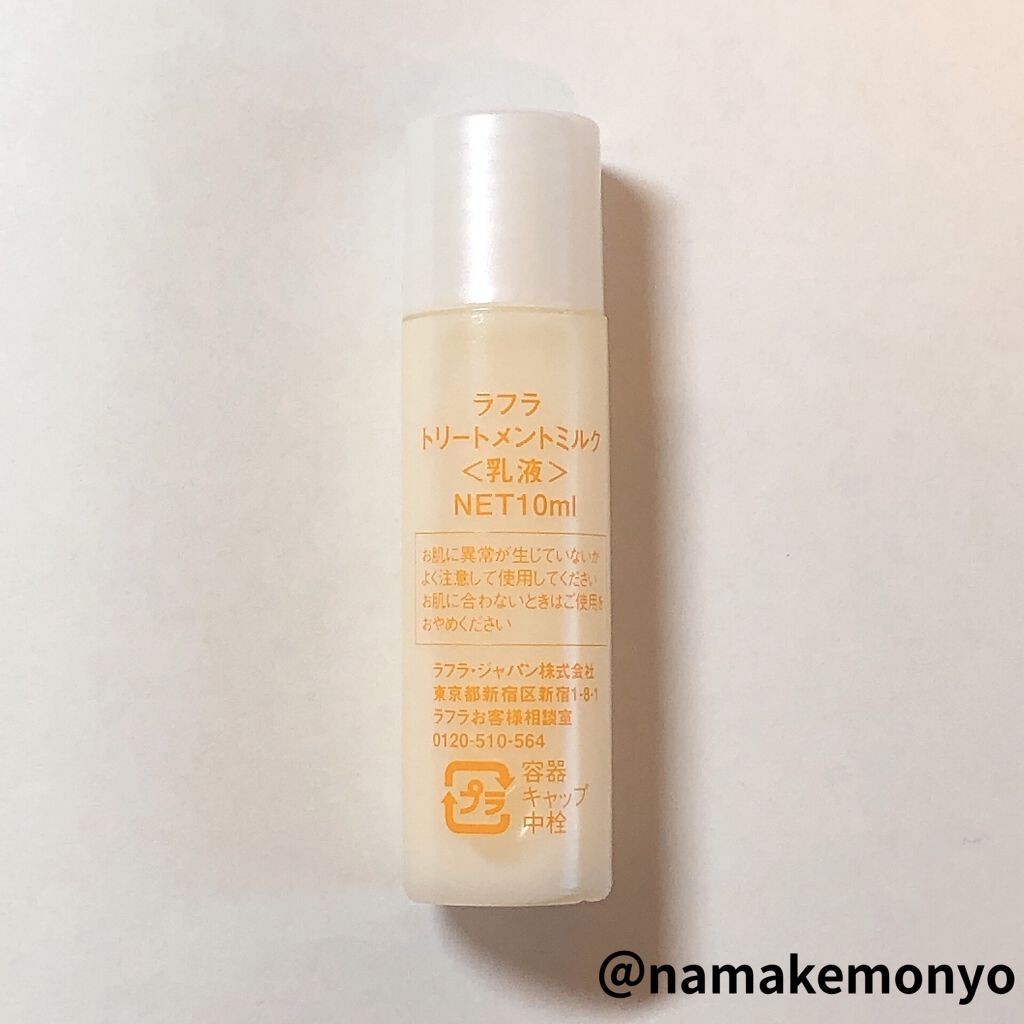 ラフラ
トリートメントミルク
＜乳液＞
NET10ml
お肌に異常が生じていないか
よく注意して使用してください
お肌に合わないときはご使用を
おやめください
ラフラ・ジャパン株式会社
東京都新宿区新宿1-8-1
ラフラお客様相談室
0120-510-564
プラ
容器
キャップ
中栓
@namakemonyo